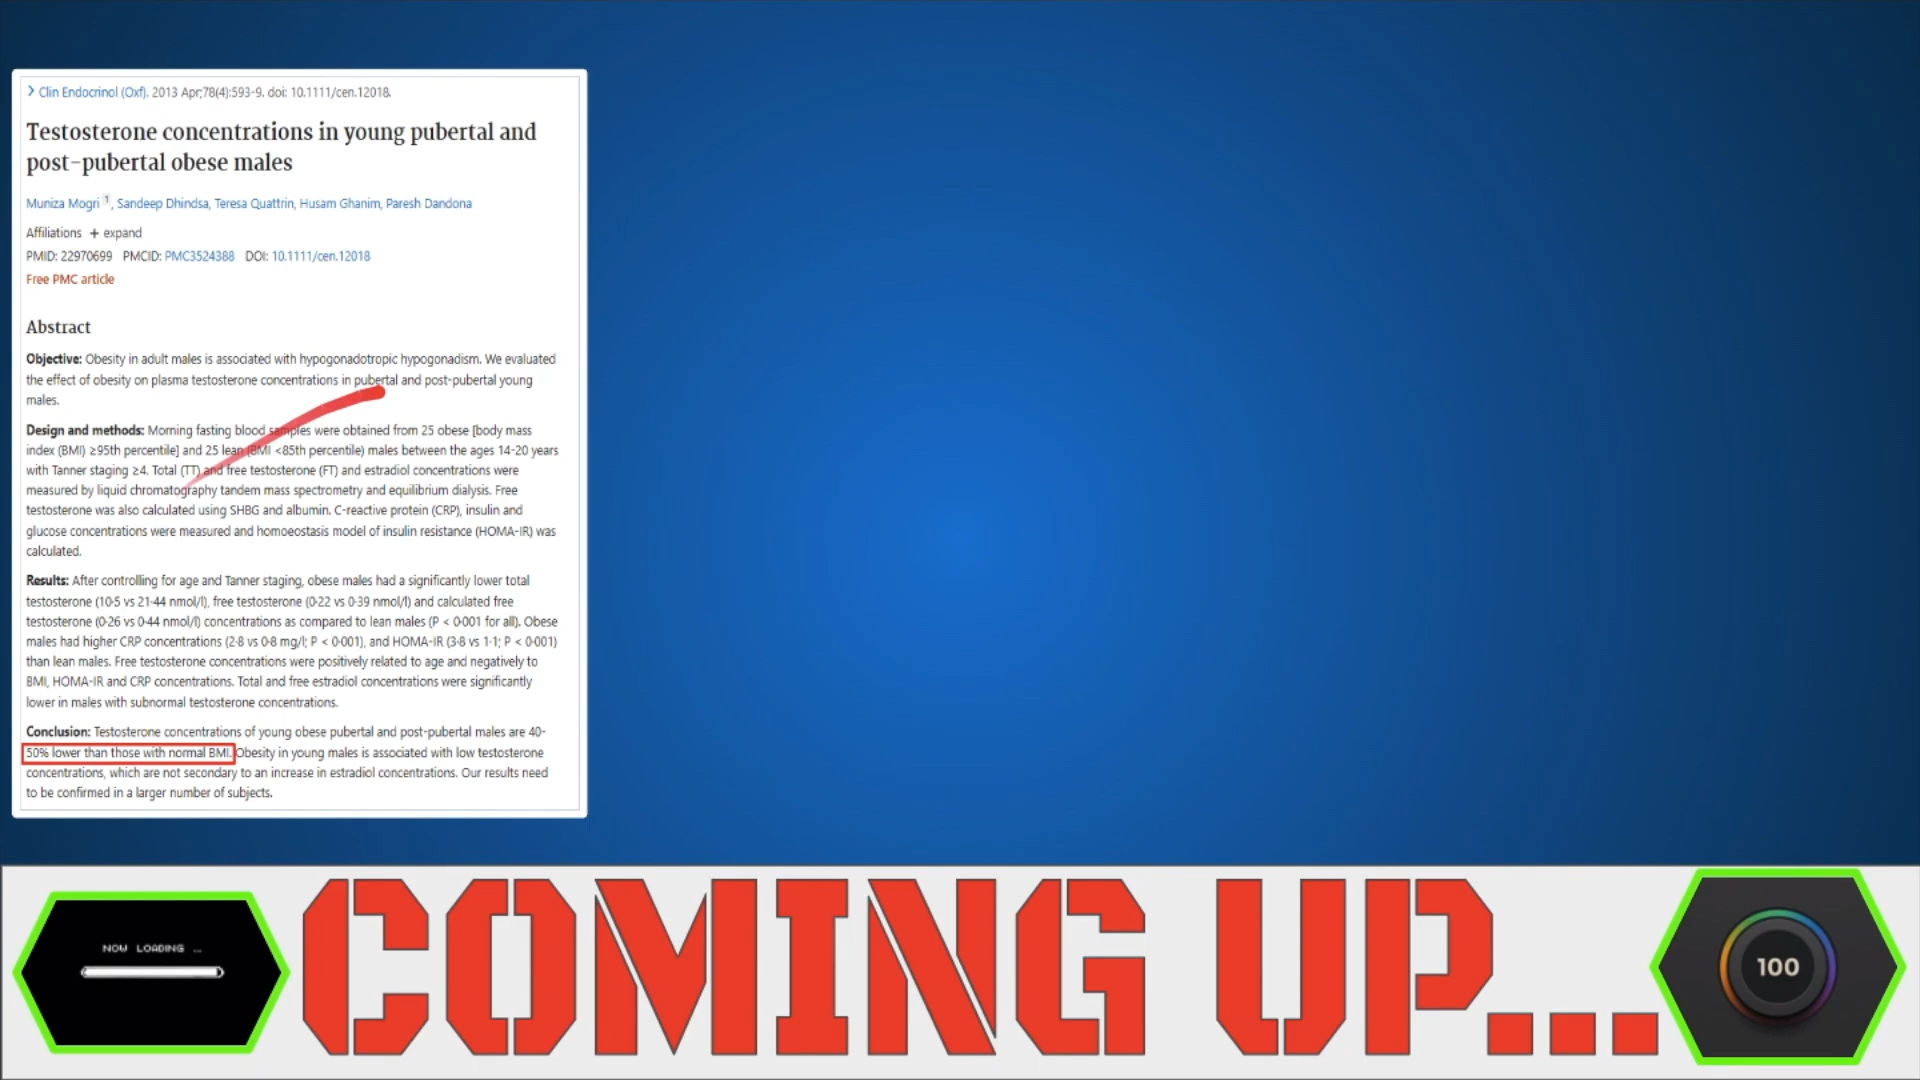 Clin Endocrinol (Oxf). 2013 Apr;78(4):593-9. doi: 10.1111/cen.12018.
Testosterone concentrations in young pubertal and
post-pubertal obese males
Muniza Mogri 1, Sandeep Dhindsa, Teresa Quattrin, Husam Ghanim, Paresh Dandona
Affiliations + expand
PMID: 22970699 PMCID: PMC3524388 DOI: 10.1111/cen.12018
Free PMC article
Abstract
Objective: Obesity in adult males is associated with hypogonadotropic hypogonadism. We evaluated
the effect of obesity on plasma testosterone concentrations in pubertal and post-pubertal young
males.
Design and methods: Morning fasting blood samples were obtained from 25 obese [body mass
index (BMI) ≥95th percentile] and 25 lean (BMI <85th percentile) males between the ages 14-20 years
with Tanner staging ≥4. Total (TT) and free testosterone (FT) and estradiol concentrations were
measured by liquid chromatography tandem mass spectrometry and equilibrium dialysis. Free
testosterone was also calculated using SHBG and albumin. C-reactive protein (CRP), insulin and
glucose concentrations were measured and homoeostasis model of insulin resistance (HOMA-IR) was
calculated.
Results: After controlling for age and Tanner staging, obese males had a significantly lower total
testosterone (10·5 vs 21·44 nmol/l), free testosterone (0·22 vs 0·39 nmol/l) and calculated free
testosterone (0·26 vs 0·44 nmol/l) concentrations as compared to lean males (P < 0·001 for all). Obese
males had higher CRP concentrations (2·8 vs 0·8 mg/l; P < 0·001), and HOMA-IR (3·8 vs 1·1; P < 0·001)
than lean males. Free testosterone concentrations were positively related to age and negatively to
BMI, HOMA-IR and CRP concentrations. Total and free estradiol concentrations were significantly
lower in males with subnormal testosterone concentrations.
Conclusion: Testosterone concentrations of young obese pubertal and post-pubertal males are 40-
50% lower than those with normal BMI. Obesity in young males is associated with low testosterone
concentrations, which are not secondary to an increase in estradiol concentrations. Our results need
to be confirmed in a larger number of subjects.
NOW LOADING ...
COMING UP...
100